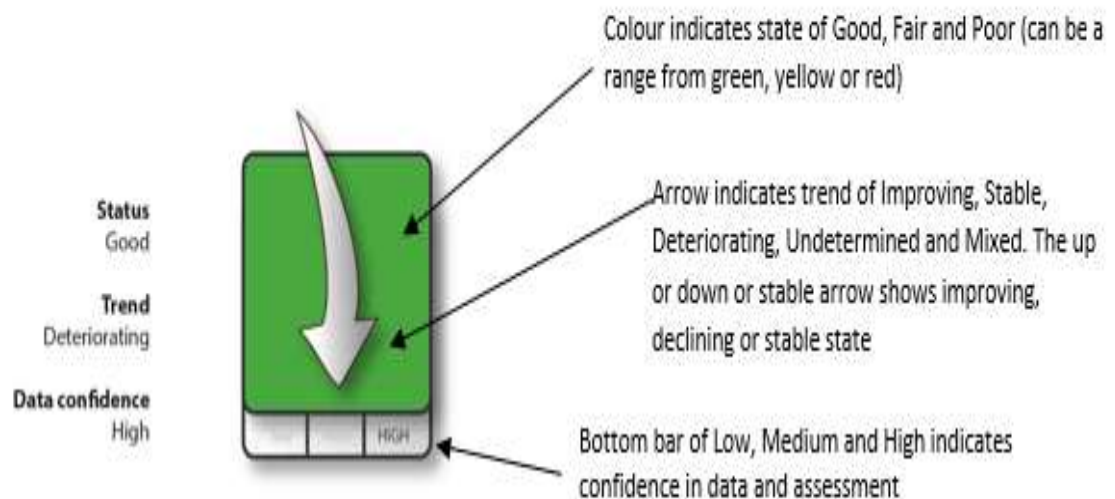 Colour indicates state of Good, Fair and Poor (can be a
range from green, yellow or red)
Status
Good
Arrow indicates trend of Improving, Stable,
Deteriorating, Undetermined and Mixed. The up
or down or stable arrow shows improving,
declining or stable state
Trend
Deteriorating
Data confidence
High
HIGH
Bottom bar of Low, Medium and High indicates
confidence in data and assessment